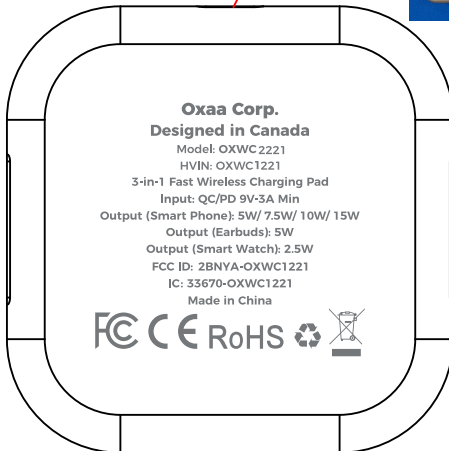 Oxaa Corp.
Designed in Canada
Model: OXWC2221
HVIN: OXWC1221
3-in-1 Fast Wireless Charging Pad
Input: QC/PD 9V-3A Min
Output (Smart Phone): 5W/ 7.5W/ 10W/ 15W
Output (Earbuds): 5W
Output (Smart Watch): 2.5W
FCC ID: 2BNYA-OXWC1221
IC: 33670-OXWC1221
Made in China
FC CE RoHS